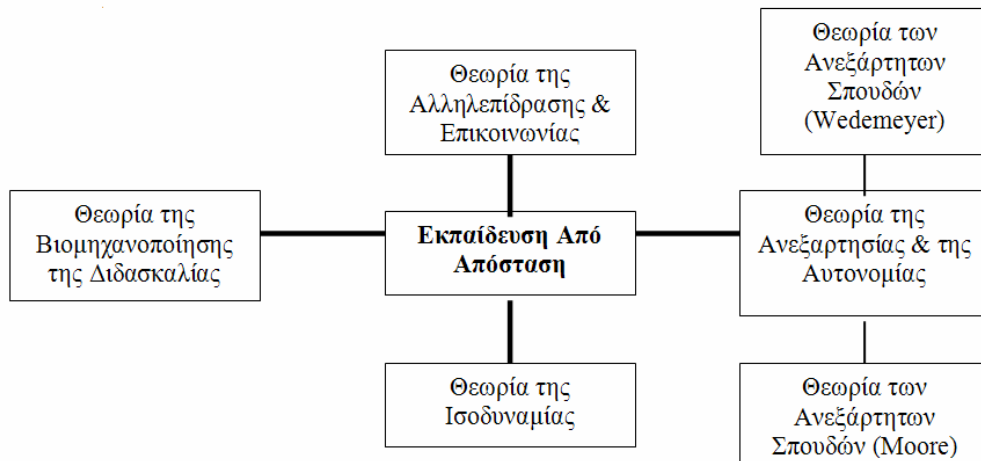 Θεωρία των
Ανεξάρτητων
Σπουδών
(Wedemeyer)
Θεωρία της
Αλληλεπίδρασης &
Επικοινωνίας
Θεωρία της
Βιομηχανοποίησης
της Διδασκαλίας
Εκπαίδευση Από
Απόσταση
Θεωρία της
Ανεξαρτησίας & της
Αυτονομίας
Θεωρία της
Ισοδυναμίας
Θεωρία των
Ανεξάρτητων
Σπουδών (Moore)